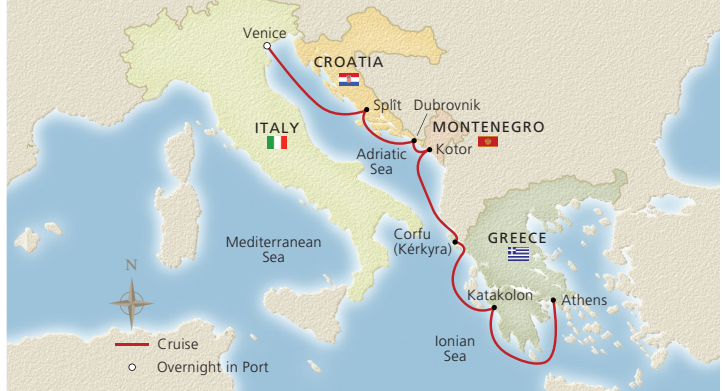 Venice
CROATIA
Split
Dubrovnik
ITALY
MONTENEGRO
Adriatic
Sea
Kotor
Corfu
(Kérkyra)
GREECE
Mediterranean
Sea
N
Katakolon
Athens
Ionian
Sea
Cruise
Overnight in Port